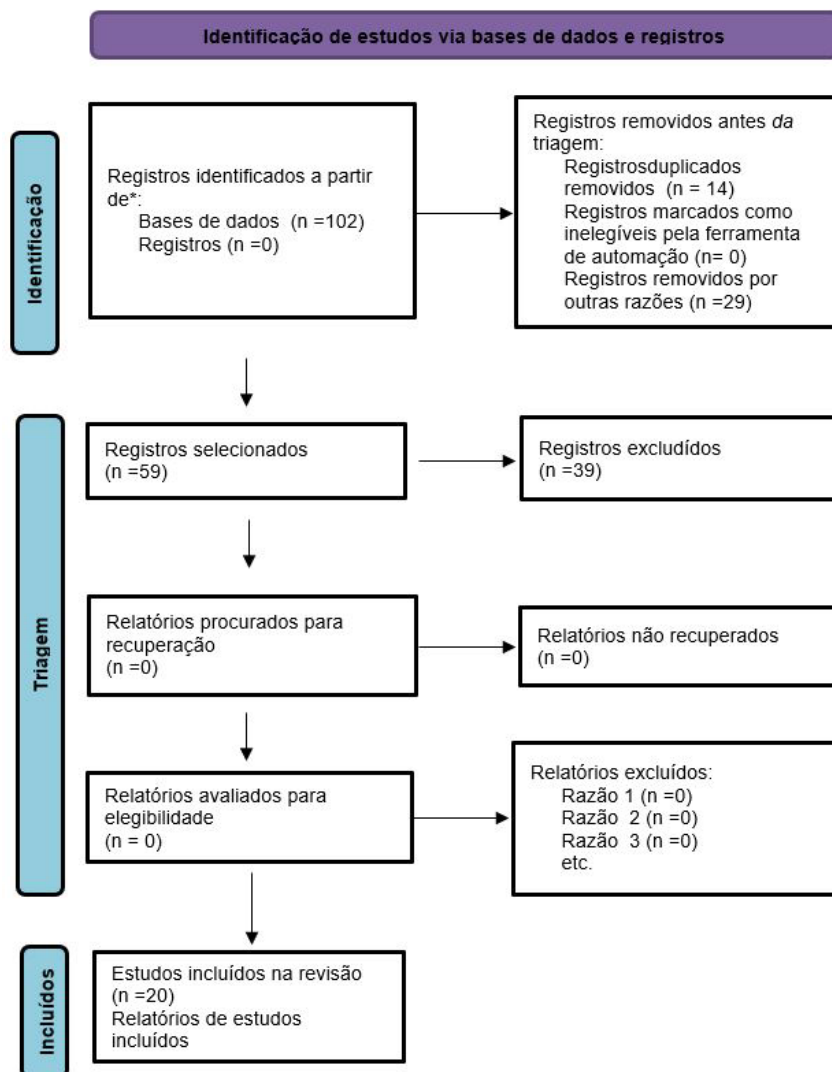 Identificação de estudos via bases de dados e registros
Identificação
Registros identificados a partir
de*:
Bases de dados (n =102)
Registros (n =0)
Registros removidos antes da
triagem:
Registrosduplicados
removidos (n = 14)
Registros marcados como
inelegíveis pela ferramenta
de automação (n= 0)
Registros removidos por
outras razões (n =29)
Triagem
Registros selecionados
(n =59)
Registros excludídos
(n =39)
Relatórios procurados para
recuperação
(n =0)
Relatórios não recuperados
(n =0)
Relatórios avaliados para
elegibilidade
(n = 0)
Relatórios excluídos:
Razão 1 (n =0)
Razão 2 (n =0)
Razão 3 (n =0)
etc.
Incluídos
Estudos incluídos na revisão
(n =20)
Relatórios de estudos
incluídos